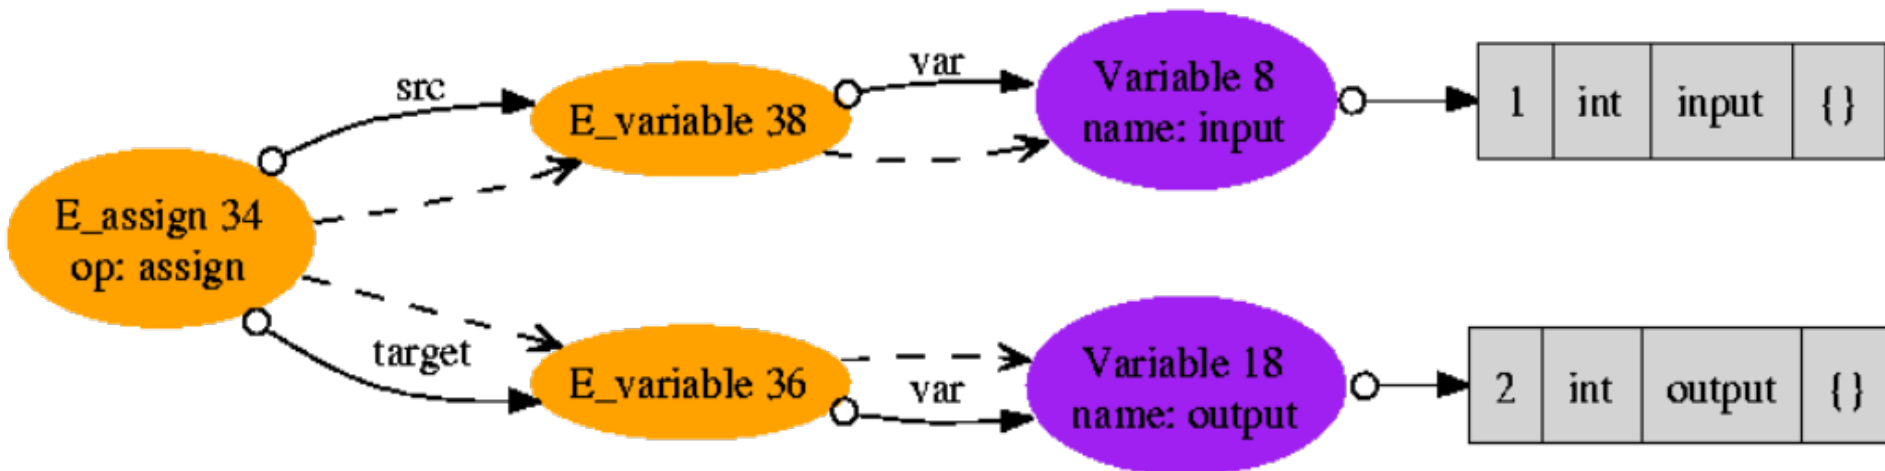 src
E_variable 38
var
Variable 8
name: input
1 int input {}
E_assign 34
op: assign
target
E_variable 36
var
Variable 18
name: output
2 int output {}